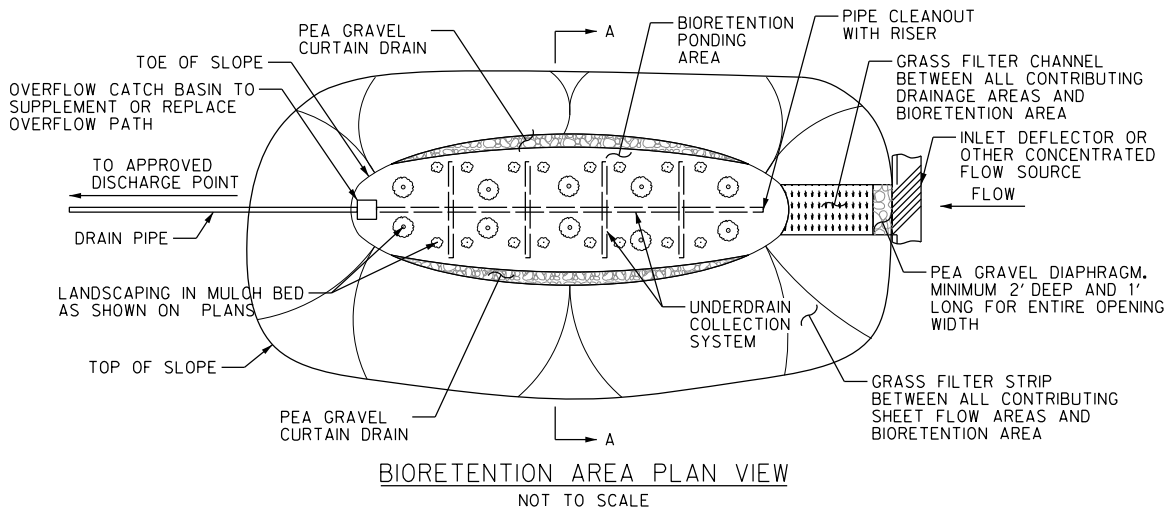 PEA GRAVEL
CURTAIN DRAIN
A
BIORETENTION
PONDING
AREA
PIPE CLEANOUT
WITH RISER
TOE OF SLOPE
GRASS FILTER CHANNEL
BETWEEN ALL CONTRIBUTING
DRAINAGE AREAS AND
BIORETENTION AREA
OVERFLOW CATCH BASIN TO
SUPPLEMENT OR REPLACE
OVERFLOW PATH
INLET DEFLECTOR OR
OTHER CONCENTRATED
FLOW SOURCE
TO APPROVED
DISCHARGE POINT
FLOW
DRAIN PIPE
LANDSCAPING IN MULCH BED
AS SHOWN ON PLANS
UNDERDRAIN
COLLECTION
SYSTEM
PEA GRAVEL DIAPHRAGM.
MINIMUM 2' DEEP AND 1'
LONG FOR ENTIRE OPENING
WIDTH
TOP OF SLOPE
GRASS FILTER STRIP
BETWEEN ALL CONTRIBUTING
SHEET FLOW AREAS AND
BIORETENTION AREA
PEA GRAVEL
CURTAIN DRAIN
A
BIORETENTION AREA PLAN VIEW
NOT TO SCALE